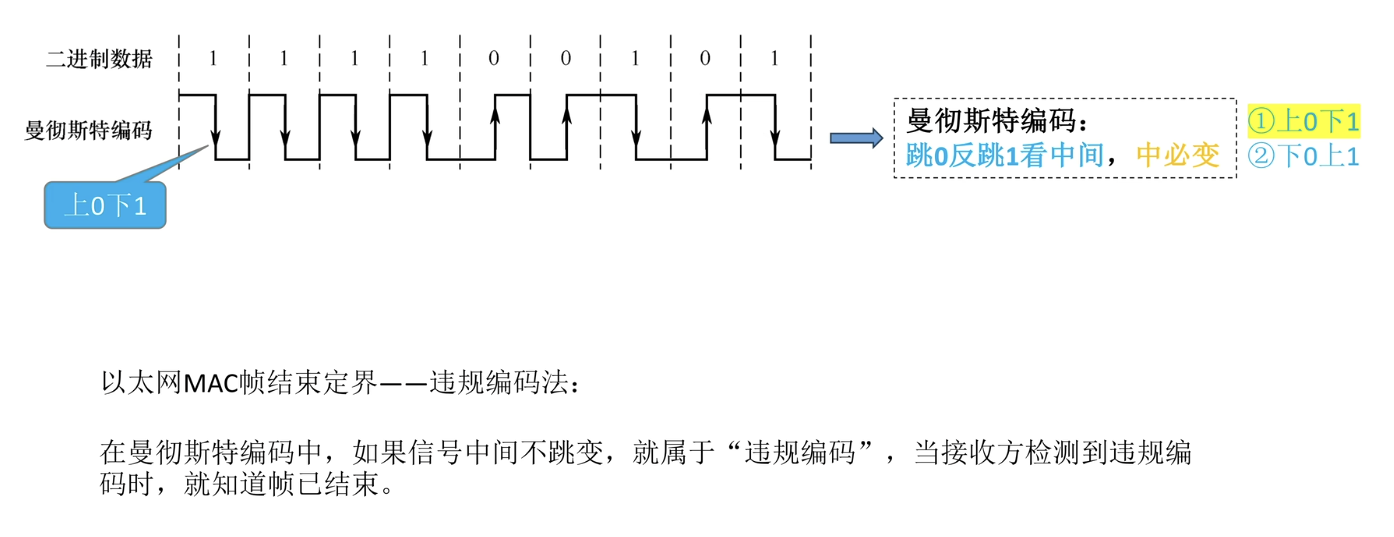 二进制数据 1 1 1 1 0 0 1 0 1
曼彻斯特编码
上0下1
曼彻斯特编码：
跳0反跳1看中间，中必变
①上0下1
②下0上1
以太网MAC帧结束定界——违规编码法：
在曼彻斯特编码中，如果信号中间不跳变，就属于“违规编码”，当接收方检测到违规编
码时，就知道帧已结束。